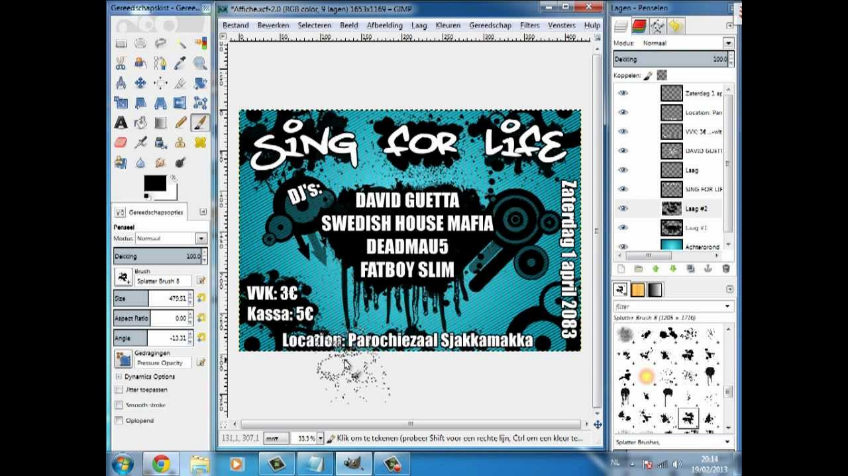 Gereedschapskist - Geree...
*Affiche.xcf-2.0 (RGB color, 9 lagen) 1653x1169 – GIMP
Lagen - Penselen
Bestand Bewerken Selecteren Beeld Afbeelding Laag Kleuren Gereedschap Filters Vensters Hulp
Modus: Normaal
Dekking 100.0
Koppelen:
Zaterdag 1 ap
Location: Par
DAVID GUETT
Laag
SING FOR LIF
Laag #2
Laag #1
Achtergrond
SING FOR LIFE
DJ's:
DAVID GUETTA
SWEDISH HOUSE MAFIA
DEADMAU5
FATBOY SLIM
Zaterdag 1 april 2083
VVK: 3€
Kassa: 5€
Location: Parochiezaal Sjakkamakka
Gereedschapsopties
Penseel
Modus: Normaal
Dekking 100.0
Brush
Splatter Brush 8
Size 479,51
Aspect Ratio 0.00
Angle -13.31
Gedragingen
Pressure Opacity
Dynamics Options
Jitter toepassen
Smooth stroke
Oplopend
filter
Splatter Brush 8 (1206 x 1716)
Splatter Brushes,
131,1, 307,1 mm 33.3% Klik om te tekenen (probeer Shift voor een rechte lijn, Ctrl om een kleur te...
NL
20:14
19/02/2013